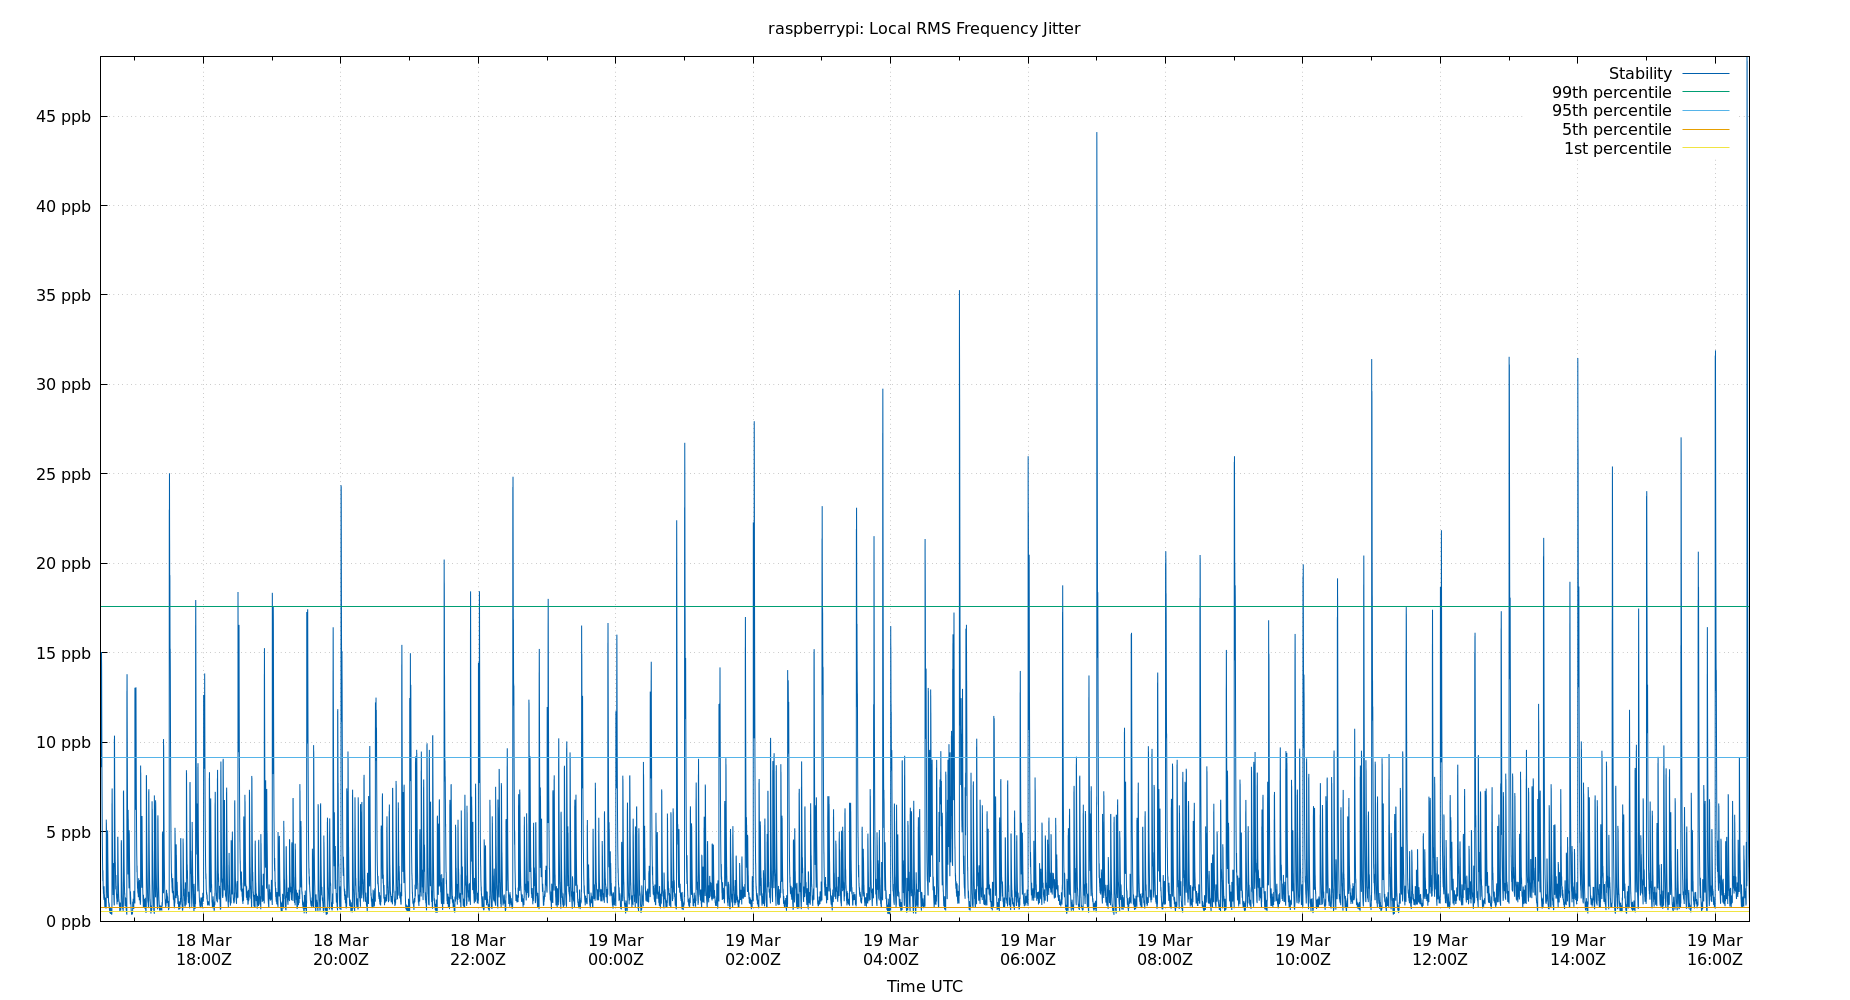 raspberrypi: Local RMS Frequency Jitter
Stability
99th percentile
95th percentile
5th percentile
1st percentile
45 ppb
40 ppb
35 ppb
30 ppb
25 ppb
20 ppb
15 ppb
10 ppb
5 ppb
0 ppb
18 Mar 18 Mar 18 Mar 19 Mar 19 Mar 19 Mar 19 Mar 19 Mar 19 Mar 19 Mar 19 Mar 19 Mar
18:00Z 20:00Z 22:00Z 00:00Z 02:00Z 04:00Z 06:00Z 08:00Z 10:00Z 12:00Z 14:00Z 16:00Z
Time UTC